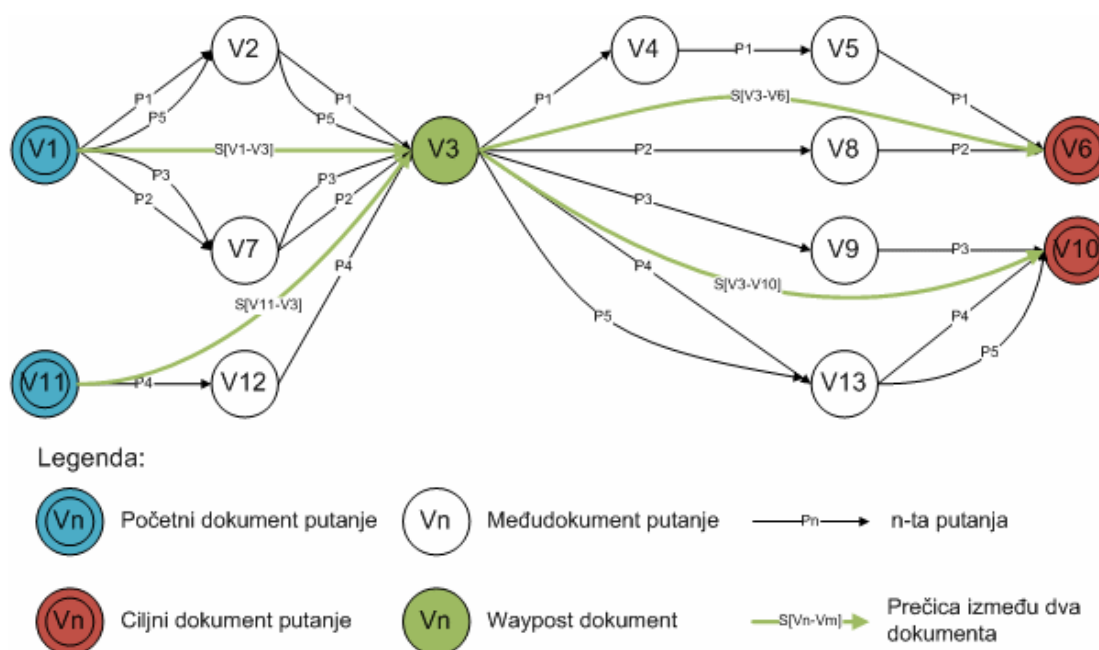 V2
V4
P1
V5
P1
P5
P1
P5
P1
P1
S[V3-V6]
V1
S[V1-V3]
V3
P2
V8
P2
V6
P3
P2
P3
P2
P3
V7
V9
P3
V10
P4
P4
S[V3-V10]
S[V11-V3]
P5
P4
P5
V11
P4
V12
V13
Legenda:
Vn
Početni dokument putanje
Vn
Međudokument putanje
Pn
n-ta putanja
Vn
Ciljni dokument putanje
Vn
Waypost dokument
S[Vn-Vm]
Prečica između dva
dokumenta